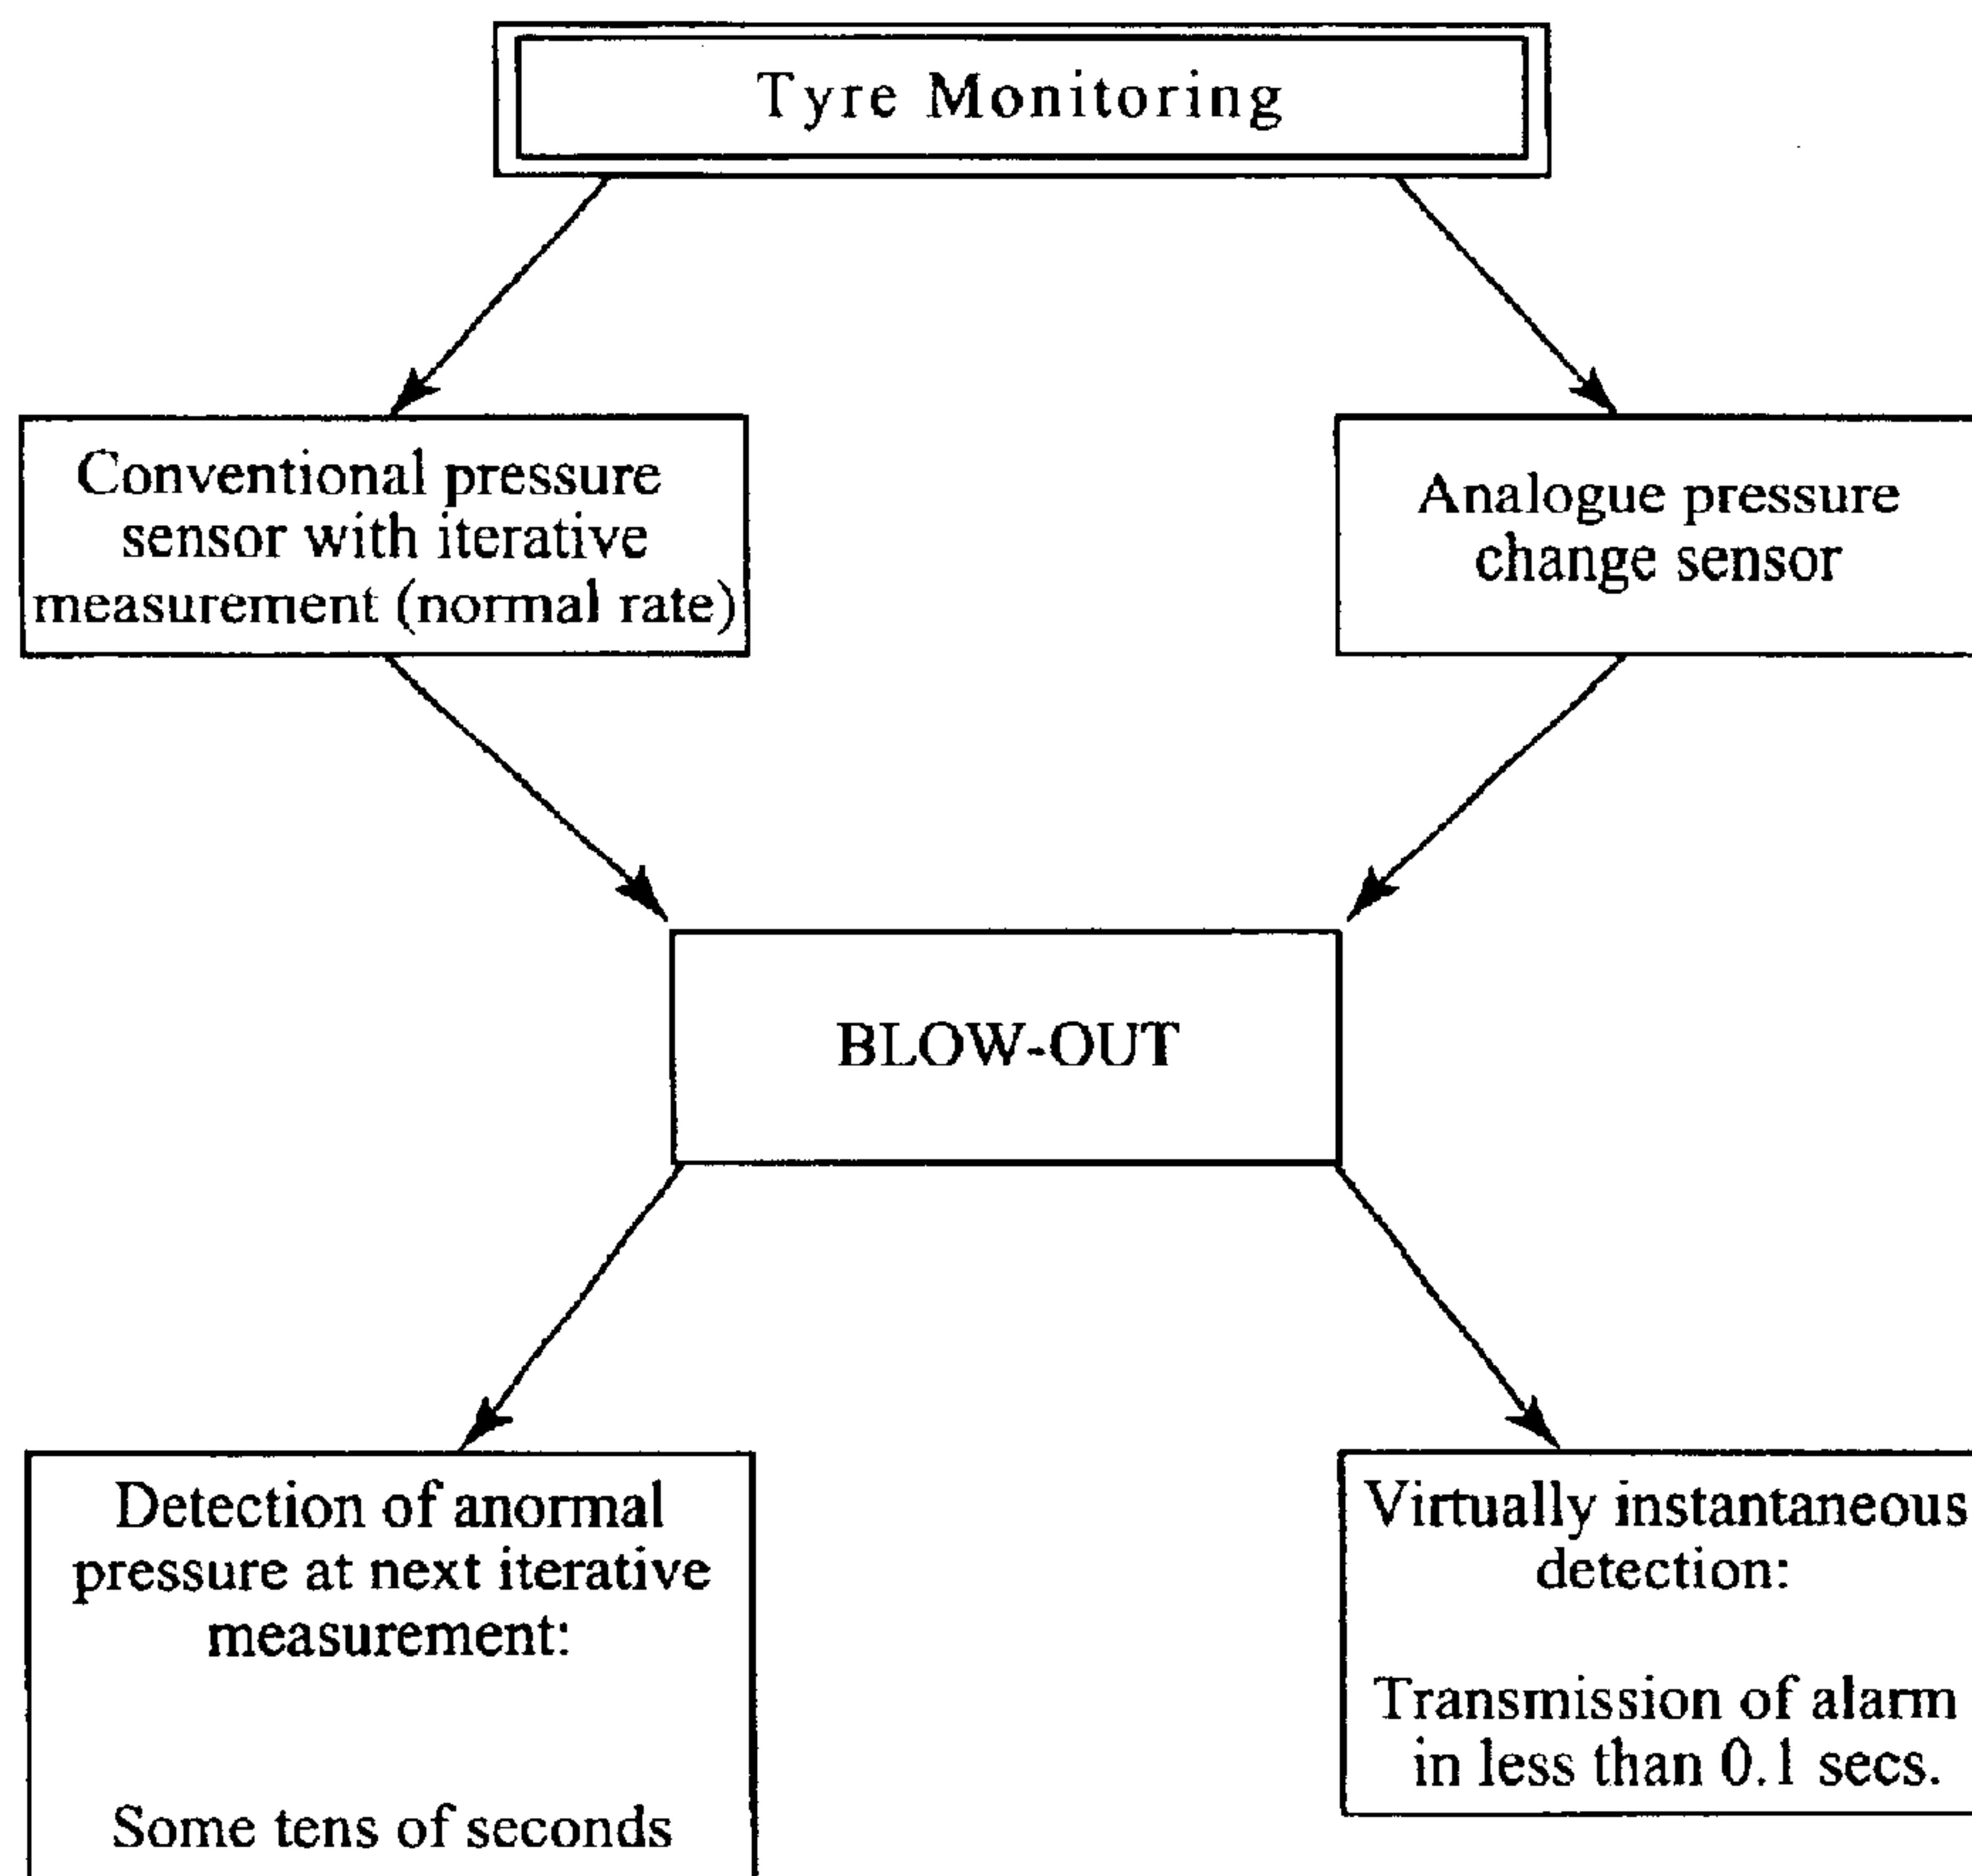 Tyre Monitoring
Conventional pressure
sensor with iterative
measurement (normal rate)
Analogue pressure
change sensor
BLOW-OUT
Detection of anormal
pressure at next iterative
measurement:
Some tens of seconds
Virtually instantaneous
detection:
Transmission of alarm
in less than 0.1 secs.